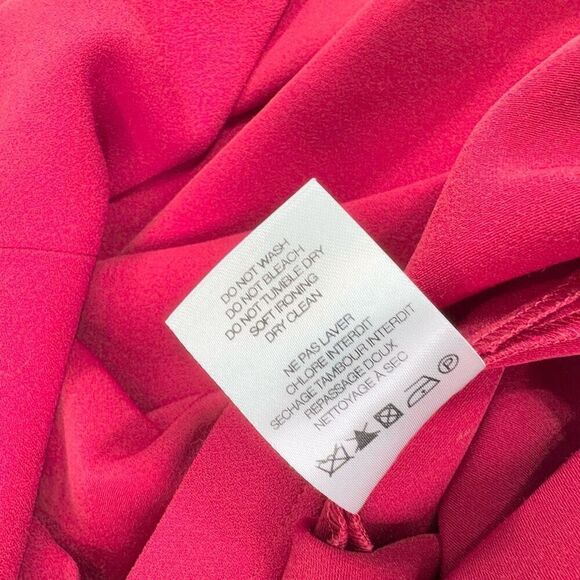 DO NOT WASH
DO NOT BLEACH
DO NOT TUMBLE DRY
SOFT IRONING
DRY CLEAN
NE PAS LAVER
CHLORE INTERDIT
SECHAGE TAMBOUR INTERDIT
REPASSAGE DOUX
NETTOYAGE À SEC
P